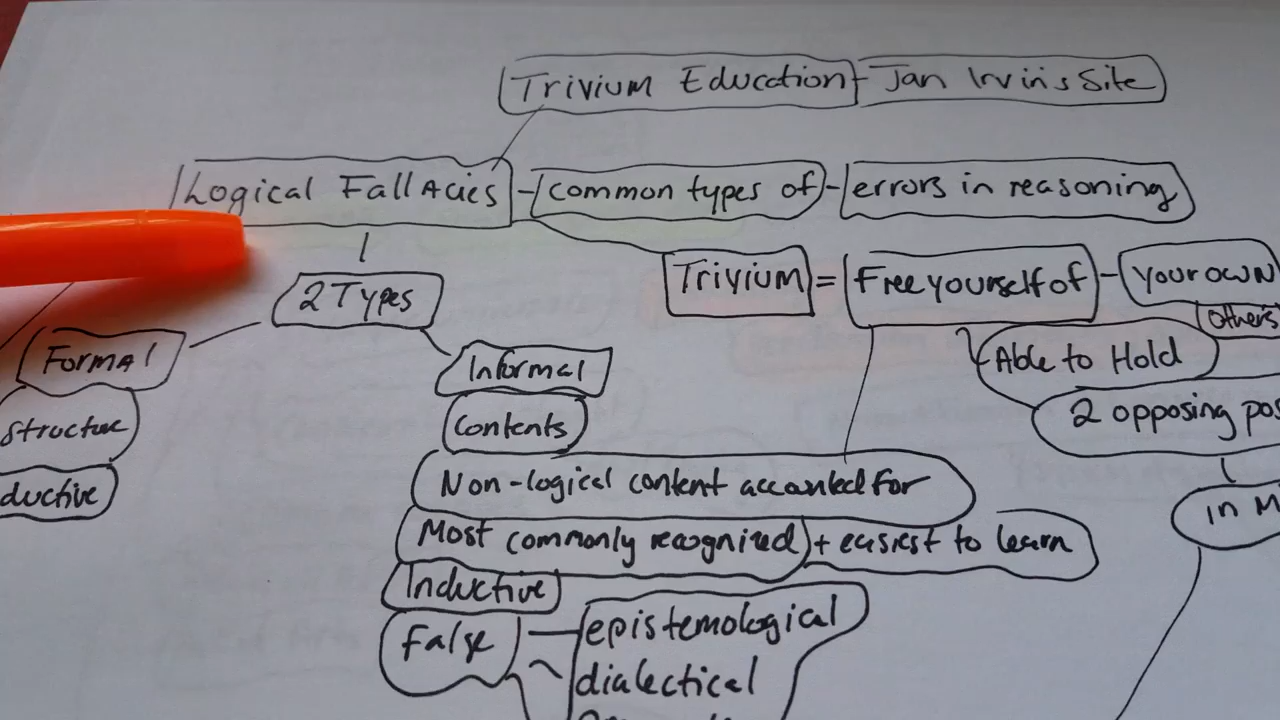 Trivium Education - Jan Irvin's Site
Logical Fallacies - common types of - errors in reasoning
Trivium = Free yourself of - your own
others
2 Types
Able to Hold
Formal
Informal
2 opposing
structure
contents
Non-logical content accounted for
in
Most commonly recognized + easiest to learn
Inductive
False - epistemological
dialectical